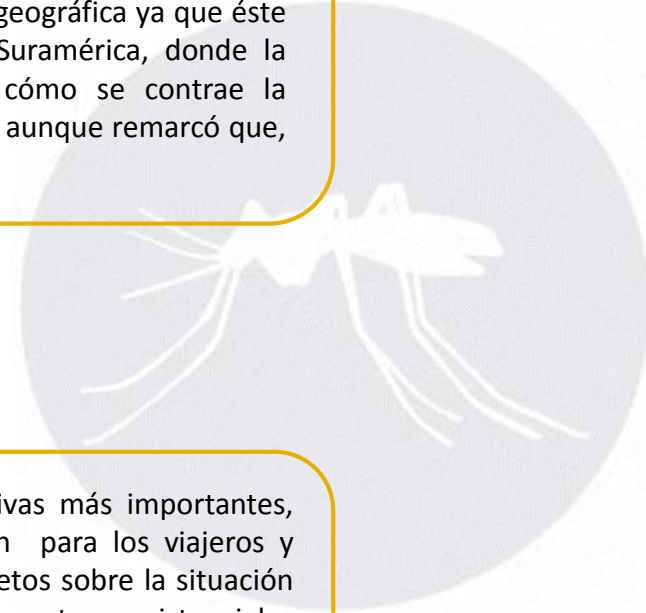 geográfica ya que éste
Suramérica, donde la
cómo se contrae la
aunque remarcó que,
ivas más importantes,
para los viajeros y
etos sobre la situación